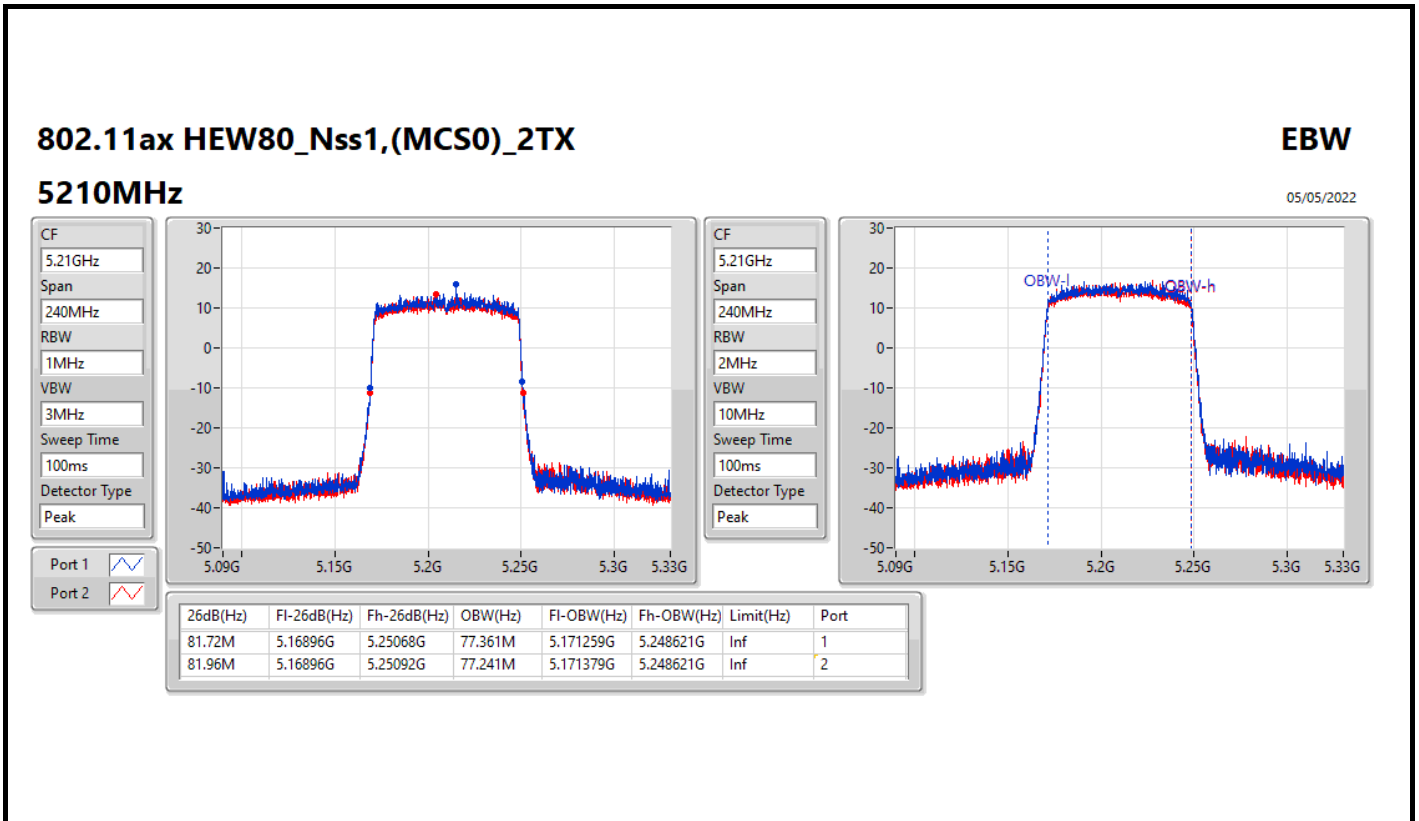 802.11ax HEW80_Nss1,(MCS0)_2TX
EBW
5210MHz
05/05/2022
CF
5.21GHz
Span
240MHz
RBW
1MHz
VBW
3MHz
Sweep Time
100ms
Detector Type
Peak
Port 1
Port 2
30
20
10
0
-10
-20
-30
-40
-50
5.09G 5.15G 5.2G 5.25G 5.3G 5.33G
CF
5.21GHz
Span
240MHz
RBW
2MHz
VBW
10MHz
Sweep Time
100ms
Detector Type
Peak
30
20
10
0
-10
-20
-30
-40
-50
OBW-l
OBW-h
5.09G 5.15G 5.2G 5.25G 5.3G 5.33G
26dB(Hz) Fl-26dB(Hz) Fh-26dB(Hz) OBW(Hz) Fl-OBW(Hz) Fh-OBW(Hz) Limit(Hz) Port
81.72M 5.16896G 5.25068G 77.361M 5.171259G 5.248621G Inf 1
81.96M 5.16896G 5.25092G 77.241M 5.171379G 5.248621G Inf 2